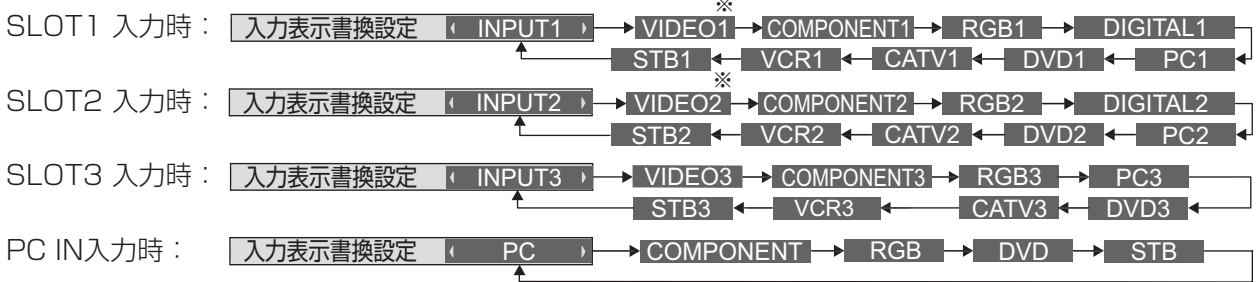 ※
SLOT1 入力時： 入力表示書換設定 INPUT1 VIDEO1 COMPONENT1 RGB1 DIGITAL1
STB1 VCR1 CATV1 DVD1 PC1
※
SLOT2 入力時： 入力表示書換設定 INPUT2 VIDEO2 COMPONENT2 RGB2 DIGITAL2
STB2 VCR2 CATV2 DVD2 PC2
SLOT3 入力時： 入力表示書換設定 INPUT3 VIDEO3 COMPONENT3 RGB3 PC3
STB3 VCR3 CATV3 DVD3
PC IN入力時： 入力表示書換設定 PC COMPONENT RGB DVD STB